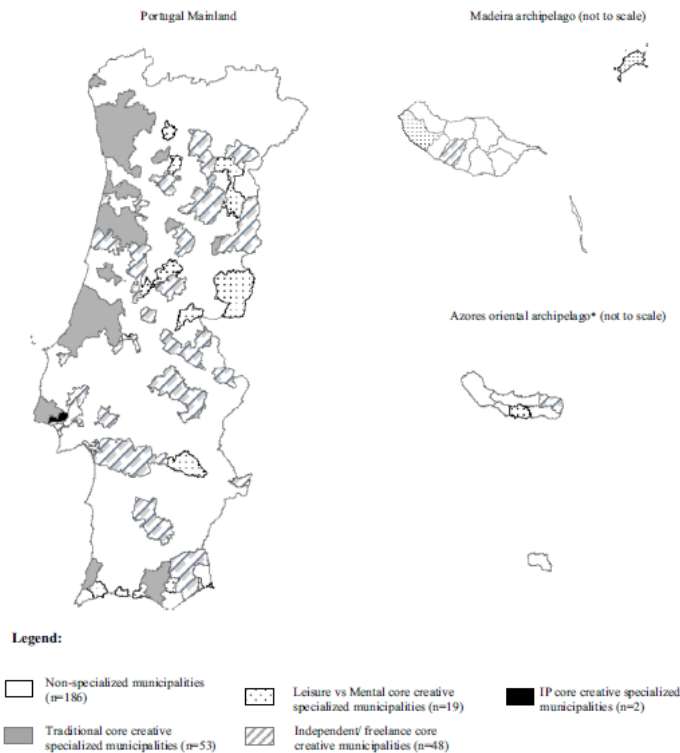 Portugal Mainland
Madeira archipelago (not to scale)
Azores oriental archipelago* (not to scale)
Legend:
Non-specialized municipalities
(n=186)
Leisure vs Mental core creative
specialized municipalities (n=19)
IP core creative specialized
municipalities (n=2)
Traditional core creative
specialized municipalities (n=53)
Independent/ freelance core
creative municipalities (n=48)